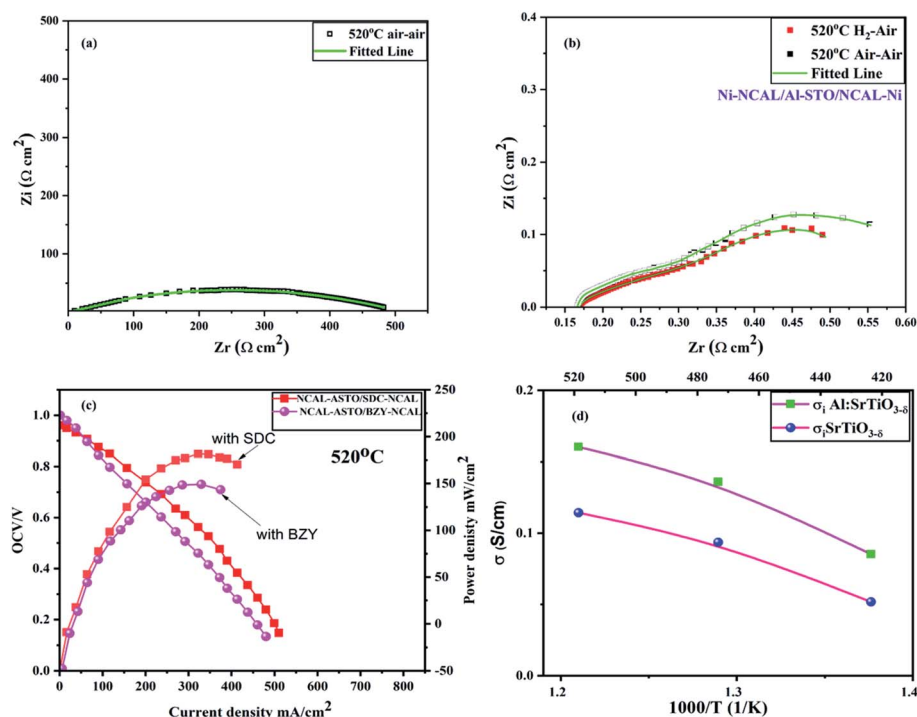 (a)
520°C air-air
Fitted Line
500
400
300
200
100
0
100
200
300
400
500
Zi (Ω cm²)
Zr (Ω cm²)
(b)
520°C H₂-Air
520°C Air-Air
Fitted Line
Ni-NCAL/Al-STO/NCAL-Ni
0.4
0.3
0.2
0.1
0.0
0.15
0.20
0.25
0.30
0.35
0.40
0.45
0.50
0.55
0.60
Zi (Ω cm²)
Zr (Ω cm²)
(c)
NCAL-ASTO/SDC-NCAL
NCAL-ASTO/BZY-NCAL
with SDC
520°C
with BZY
1.0
0.8
0.6
0.4
0.2
0.0
OCV/V
250
200
150
100
50
0
-50
Power denisty mW/cm²
0
100
200
300
400
500
600
700
800
Current density mA/cm²
520
500
480
460
440
420
(d)
σᵢ Al:SrTiO₃₋δ
σᵢSrTiO₃₋δ
0.2
0.1
0.0
σ (S/cm)
1.2
1.3
1.4
1000/T (1/K)